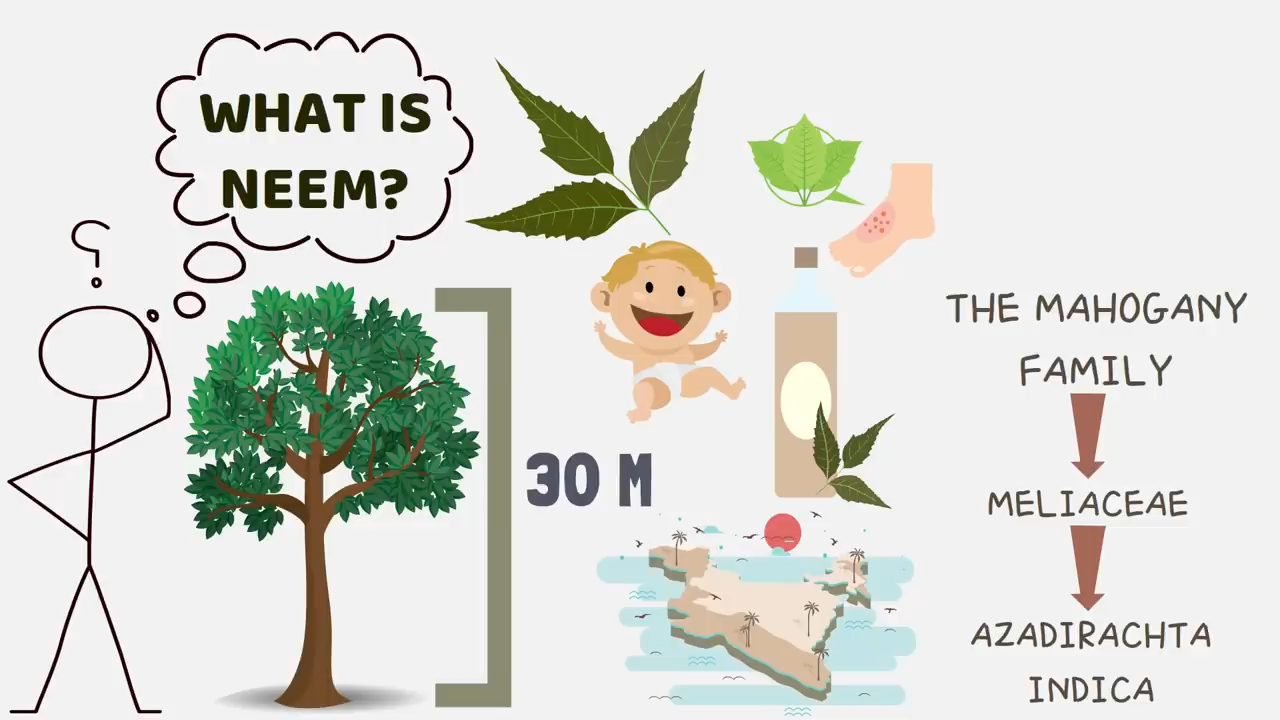 WHAT IS
NEEM?
?
30 M
THE MAHOGANY
FAMILY
MELIACEAE
AZADIRACHTA
INDICA